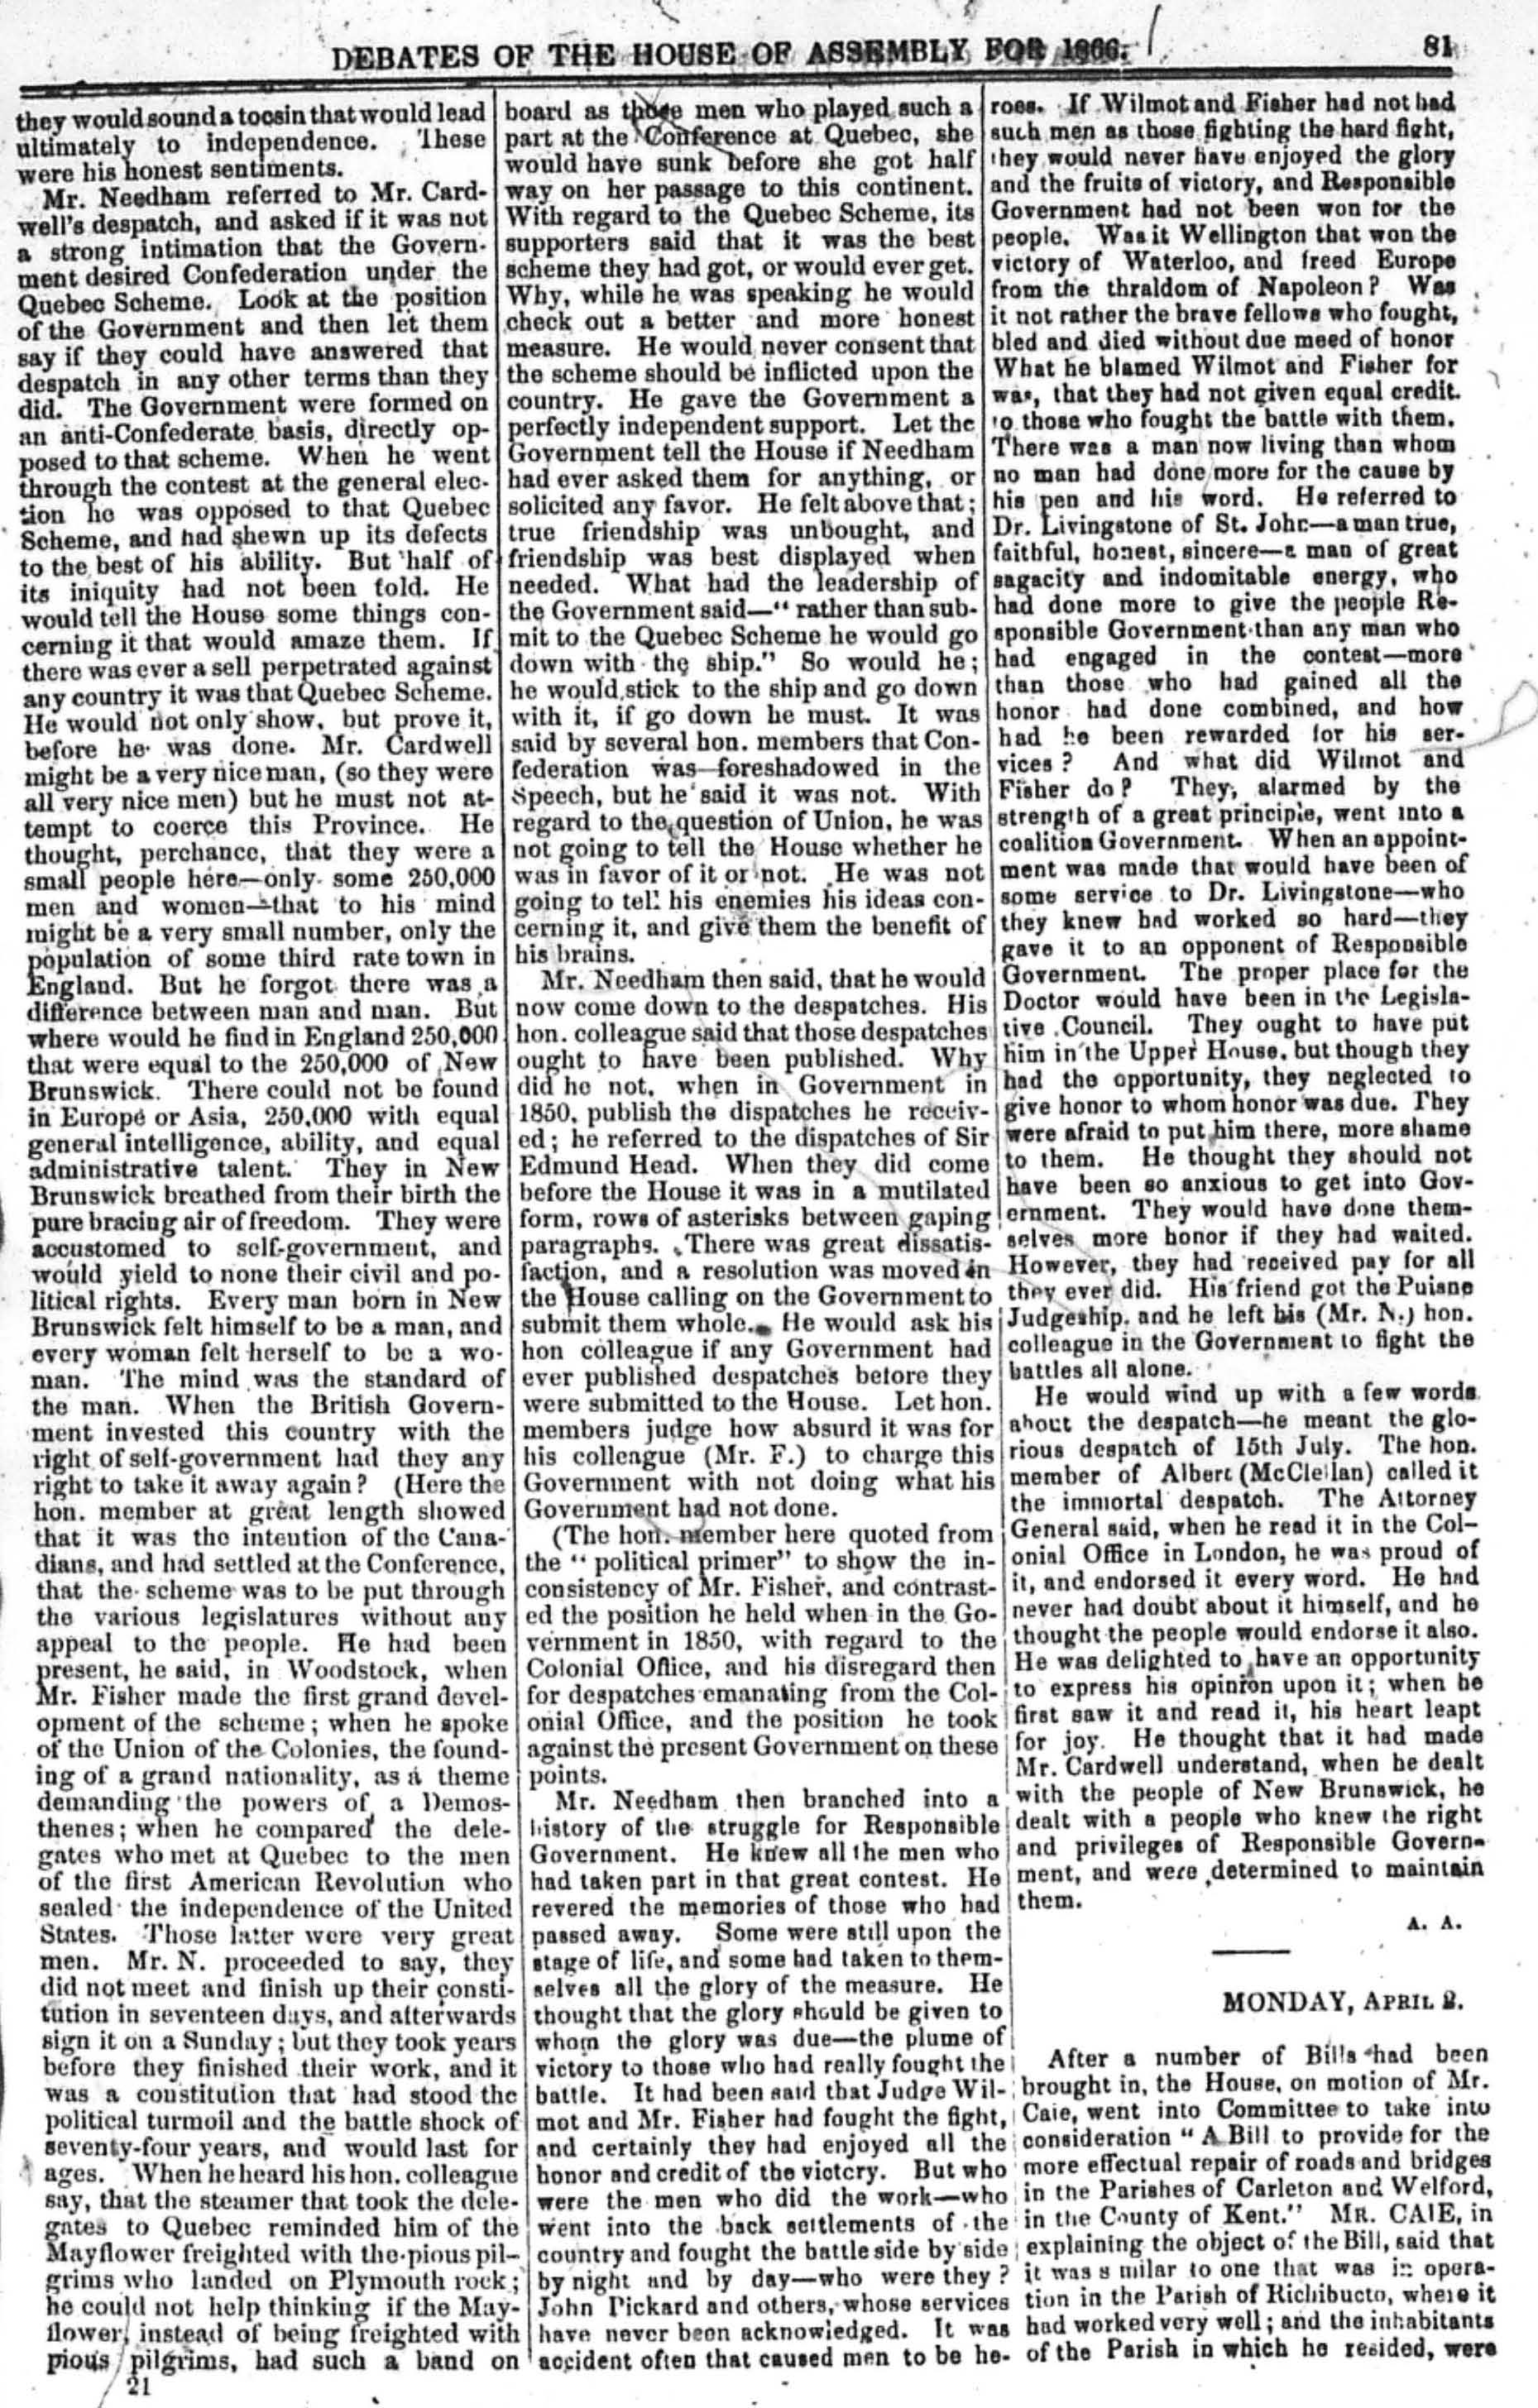 DEBATES OF THE HOUSE OF ASSEMBLY FOR 1866. 81
they would sound a tocsin that would lead
ultimately to independence. These
were his honest sentiments.
Mr. Needham referred to Mr. Card-
well's despatch, and asked if it was not
a strong intimation that the Govern-
ment desired Confederation under the
Quebec Scheme. Look at the position
of the Government and then let them
say if they could have answered that
despatch in any other terms than they
did. The Government were formed on
an anti-Confederate basis, directly op-
posed to that scheme. When he went
through the contest at the general elec-
tion he was opposed to that Quebec
Scheme, and had shewn up its defects
to the best of his ability. But half of
its iniquity had not been told. He
would tell the House some things con-
cerning it that would amaze them. If
there was ever a sell perpetrated against
any country it was that Quebec Scheme.
He would not only show, but prove it,
before he was done. Mr. Cardwell
might be a very nice man, (so they were
all very nice men) but he must not at-
tempt to coerce this Province. He
thought, perchance, that they were a
small people here—only some 250,000
men and women—that to his mind
might be a very small number, only the
population of some third rate town in
England. But he forgot there was a
difference between man and man. But
where would he find in England 250,000
that were equal to the 250,000 of New
Brunswick. There could not be found
in Europe or Asia, 250,000 with equal
general intelligence, ability, and equal
administrative talent. They in New
Brunswick breathed from their birth the
pure bracing air of freedom. They were
accustomed to self-government, and
would yield to none their civil and po-
litical rights. Every man born in New
Brunswick felt himself to be a man, and
every woman felt herself to be a wo-
man. The mind was the standard of
the man. When the British Govern-
ment invested this country with the
right of self-government had they any
right to take it away again? (Here the
hon. member at great length showed
that it was the intention of the Cana-
dians, and had settled at the Conference,
that the scheme was to be put through
the various legislatures without any
appeal to the people. He had been
present, he said, in Woodstock, when
Mr. Fisher made the first grand devel-
opment of the scheme; when he spoke
of the Union of the Colonies, the found-
ing of a grand nationality, as a theme
demanding the powers of a Demos-
thenes; when he compared the dele-
gates who met at Quebec to the men
of the first American Revolution who
sealed the independence of the United
States. Those latter were very great
men. Mr. N. proceeded to say, they
did not meet and finish up their consti-
tution in seventeen days, and afterwards
sign it on a Sunday; but they took years
before they finished their work, and it
was a constitution that had stood the
political turmoil and the battle shock of
seventy-four years, and would last for
ages. When he heard his hon. colleague
say, that the steamer that took the dele-
gates to Quebec reminded him of the
Mayflower freighted with the pious pil-
grims who landed on Plymouth rock;
he could not help thinking if the May-
flower, instead of being freighted with
pious pilgrims, had such a band on
21
board as those men who played such a
part at the Conference at Quebec, she
would have sunk before she got half
way on her passage to this continent.
With regard to the Quebec Scheme, its
supporters said that it was the best
scheme they had got, or would ever get.
Why, while he was speaking he would
check out a better and more honest
measure. He would never consent that
the scheme should be inflicted upon the
country. He gave the Government a
perfectly independent support. Let the
Government tell the House if Needham
had ever asked them for anything, or
solicited any favor. He felt above that;
true friendship was unbought, and
friendship was best displayed when
needed. What had the leadership of
the Government said—"rather than sub-
mit to the Quebec Scheme he would go
down with the ship." So would he;
he would stick to the ship and go down
with it, if go down he must. It was
said by several hon. members that Con-
federation was foreshadowed in the
Speech, but he said it was not. With
regard to the question of Union, he was
not going to tell the House whether he
was in favor of it or not. He was not
going to tell his enemies his ideas con-
cerning it, and give them the benefit of
his brains.
Mr. Needham then said, that he would
now come down to the despatches. His
hon. colleague said that those despatches
ought to have been published. Why
did he not, when in Government in
1850, publish the dispatches he receiv-
ed; he referred to the dispatches of Sir
Edmund Head. When they did come
before the House it was in a mutilated
form, rows of asterisks between gaping
paragraphs. There was great dissatis-
faction, and a resolution was moved in
the House calling on the Government to
submit them whole. He would ask his
hon colleague if any Government had
ever published despatches before they
were submitted to the House. Let hon.
members judge how absurd it was for
his colleague (Mr. F.) to charge this
Government with not doing what his
Government had not done.
(The hon. member here quoted from
the "political primer" to show the in-
consistency of Mr. Fisher, and contrast-
ed the position he held when in the Go-
vernment in 1850, with regard to the
Colonial Office, and his disregard then
for despatches emanating from the Col-
onial Office, and the position he took
against the present Government on these
points.
Mr. Needham then branched into a
history of the struggle for Responsible
Government. He knew all the men who
had taken part in that great contest. He
revered the memories of those who had
passed away. Some were still upon the
stage of life, and some had taken to them-
selves all the glory of the measure. He
thought that the glory should be given to
whom the glory was due—the plume of
victory to those who had really fought the
battle. It had been said that Judge Wil-
mot and Mr. Fisher had fought the fight,
and certainly they had enjoyed all the
honor and credit of the victory. But who
were the men who did the work—who
went into the back settlements of the
country and fought the battle side by side
by night and by day—who were they?
John Pickard and others, whose services
have never been acknowledged. It was
accident often that caused men to be he-
roes. If Wilmot and Fisher had not had
such men as those fighting the hard fight,
they would never have enjoyed the glory
and the fruits of victory, and Responsible
Government had not been won for the
people. Was it Wellington that won the
victory of Waterloo, and freed Europe
from the thraldom of Napoleon? Was
it not rather the brave fellows who fought,
bled and died without due meed of honor
What he blamed Wilmot and Fisher for
was, that they had not given equal credit
to those who fought the battle with them.
There was a man now living than whom
no man had done more for the cause by
his pen and his word. He referred to
Dr. Livingstone of St. John—a man true,
faithful, honest, sincere—a man of great
sagacity and indomitable energy, who
had done more to give the people Re-
sponsible Government than any man who
had engaged in the contest—more
than those who had gained all the
honor had done combined, and how
had he been rewarded for his ser-
vices? And what did Wilmot and
Fisher do? They, alarmed by the
strength of a great principle, went into a
coalition Government. When an appoint-
ment was made that would have been of
some service to Dr. Livingstone—who
they knew had worked so hard—they
gave it to an opponent of Responsible
Government. The proper place for the
Doctor would have been in the Legisla-
tive Council. They ought to have put
him in the Upper House, but though they
had the opportunity, they neglected to
give honor to whom honor was due. They
were afraid to put him there, more shame
to them. He thought they should not
have been so anxious to get into Gov-
ernment. They would have done them-
selves more honor if they had waited.
However, they had received pay for all
they ever did. His friend got the Puisne
Judgeship, and he left his (Mr. N.) hon.
colleague in the Government to fight the
battles all alone.
He would wind up with a few words
about the despatch—he meant the glo-
rious despatch of 15th July. The hon.
member of Albert (McClellan) called it
the immortal despatch. The Attorney
General said, when he read it in the Col-
onial Office in London, he was proud of
it, and endorsed it every word. He had
never had doubt about it himself, and he
thought the people would endorse it also.
He was delighted to have an opportunity
to express his opinion upon it; when he
first saw it and read it, his heart leapt
for joy. He thought that it had made
Mr. Cardwell understand, when he dealt
with the people of New Brunswick, he
dealt with a people who knew the right
and privileges of Responsible Govern-
ment, and were determined to maintain
them.
A. A.
MONDAY, APRIL 2.
After a number of Bills had been
brought in, the House, on motion of Mr.
Caie, went into Committee to take into
consideration "A Bill to provide for the
more effectual repair of roads and bridges
in the Parishes of Carleton and Welford,
in the County of Kent." MR. CAIE, in
explaining the object of the Bill, said that
it was similar to one that was in opera-
tion in the Parish of Richibucto, where it
had worked very well; and the inhabitants
of the Parish in which he resided, were